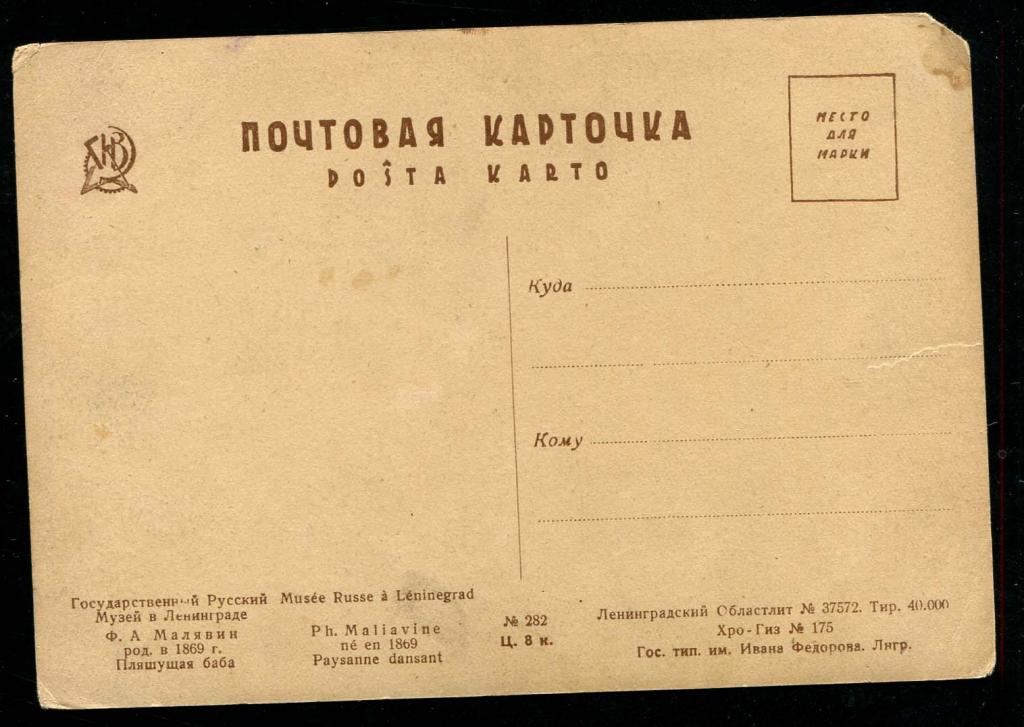 ПОЧТОВАЯ КАРТОЧКА
POŜTA KARTO
МЕСТО
ДЛЯ
МАРКИ
Куда
Кому
Государственный Русский
Музей в Ленинграде
Ф. А Малявин
род. в 1869 г.
Пляшущая баба
Musée Russe à Léninegrad
Ph. Maliavine
né en 1869
Paysanne dansant
№ 282
Ц. 8 к.
Ленинградский Областлит № 37572. Тир. 40.000
Хро-Гиз № 175
Гос. тип. им. Ивана Федорова. Лнгр.